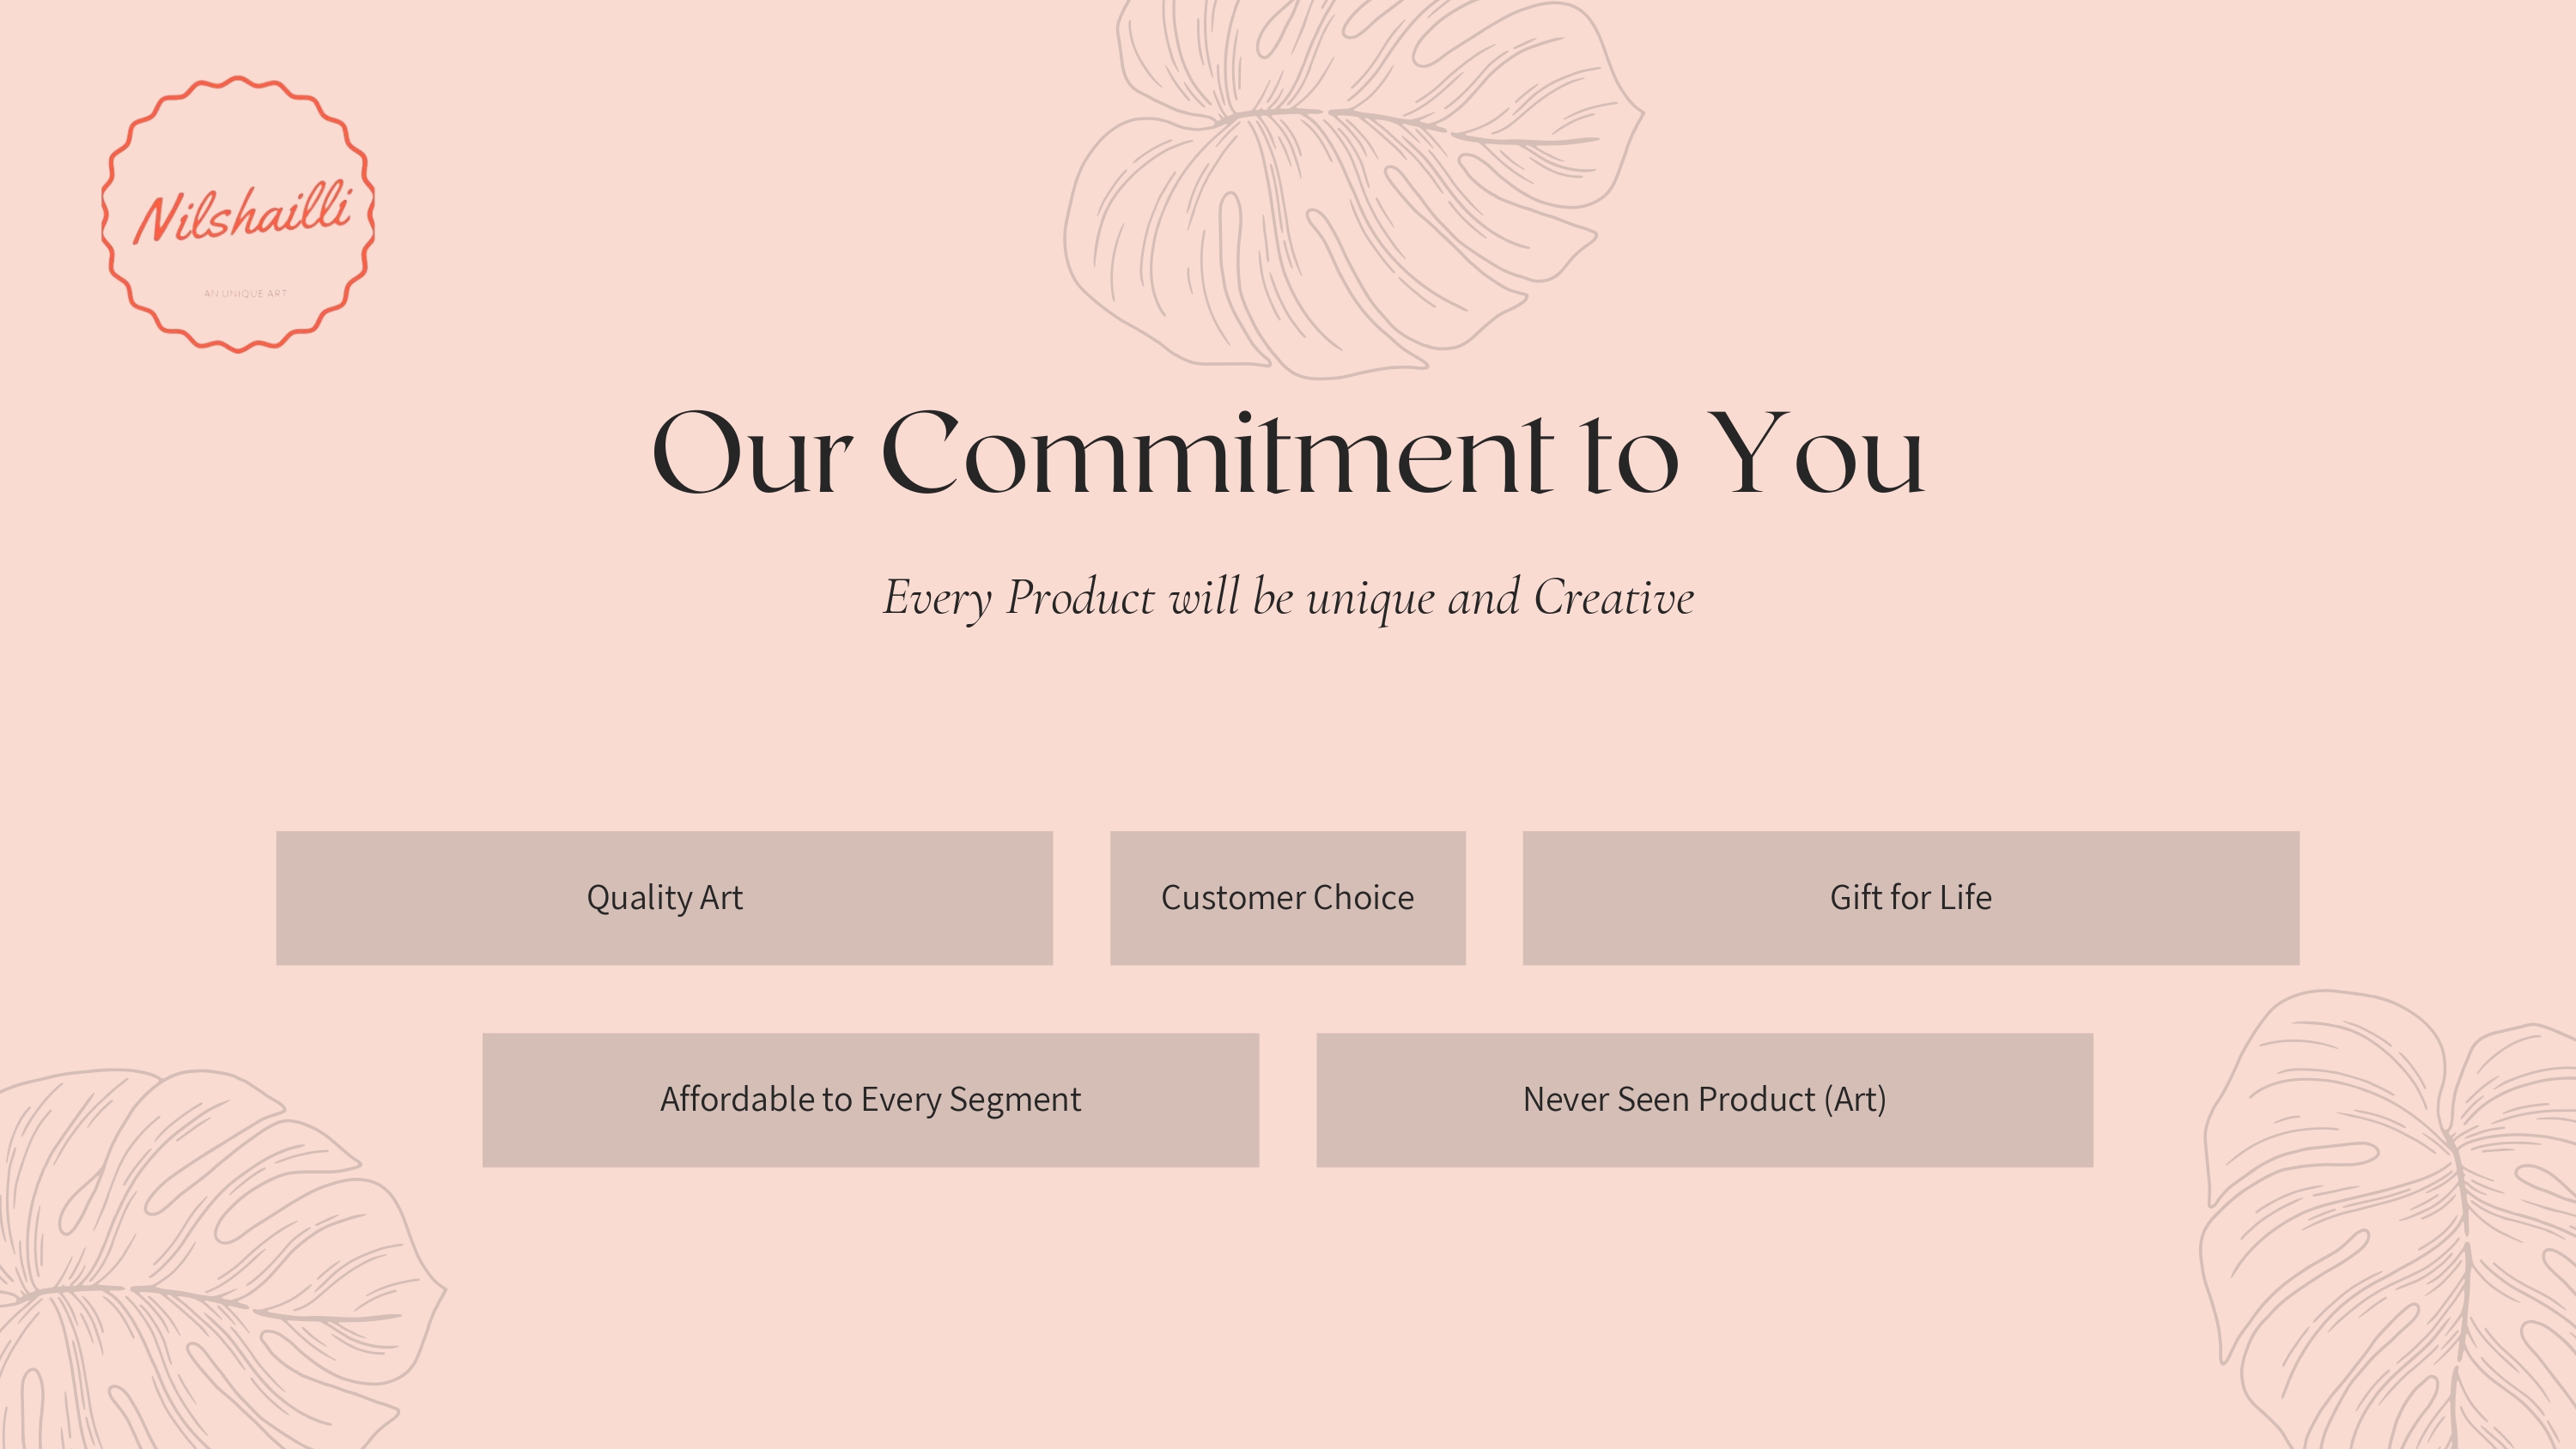 Nilshailli
AN UNIQUE ART
Our Commitment to You
Every Product will be unique and Creative
Quality Art
Customer Choice
Gift for Life
Affordable to Every Segment
Never Seen Product (Art)